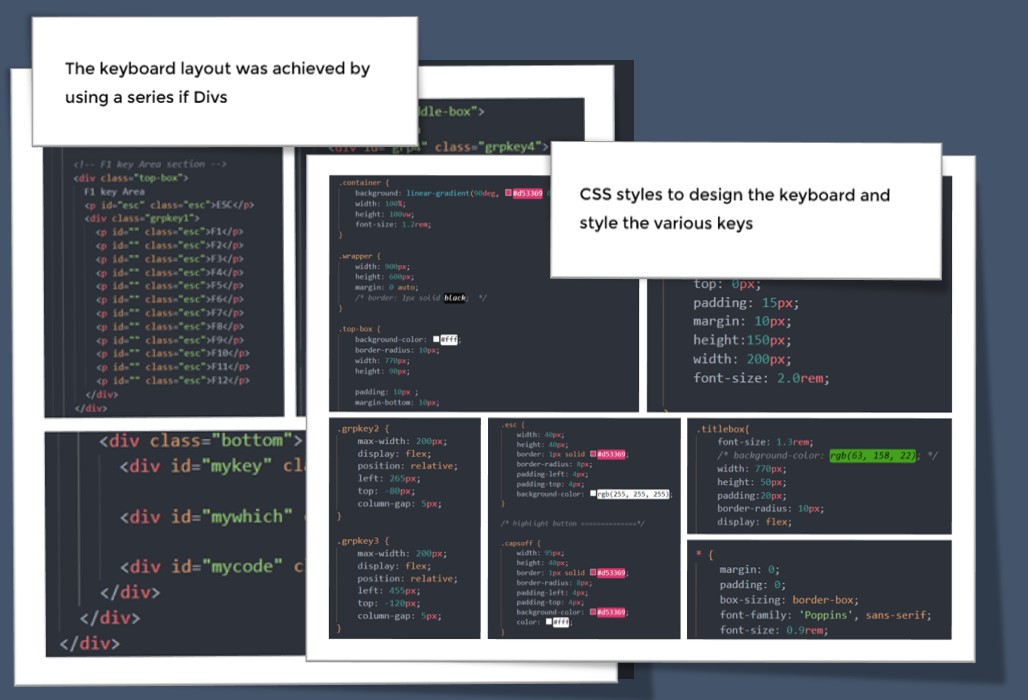 The keyboard layout was achieved by
using a series if Divs
ddle-box">
class="grpkey4">
<!-- F1 key Area section -->
<div class="top-box">
F1 key Area
<p id="esc" class="esc">ESC</p>
<div class="grpkey1">
<p id="" class="esc">F1</p>
<p id="" class="esc">F2</p>
<p id="" class="esc">F3</p>
<p id="" class="esc">F4</p>
<p id="" class="esc">F5</p>
<p id="" class="esc">F6</p>
<p id="" class="esc">F7</p>
<p id="" class="esc">F8</p>
<p id="" class="esc">F9</p>
<p id="" class="esc">F10</p>
<p id="" class="esc">F11</p>
<p id="" class="esc">F12</p>
</div>
</div>
<div class="bottom">
<div id="mykey" cl
<div id="mywhich"
<div id="mycode" c
</div>
</div>
</div>
CSS styles to design the keyboard and
style the various keys
.container {
background: linear-gradient(90deg, #d53369
width: 100%;
height: 100vw;
font-size: 1.2rem;
}
.wrapper {
width: 900px;
height: 600px;
margin: 0 auto;
/* border: 1px solid black; */
}
.top-box {
background-color: #fff;
border-radius: 10px;
width: 770px;
height: 90px;
padding: 10px ;
margin-bottom: 10px;
top: 0px;
padding: 15px;
margin: 10px;
height:150px;
width: 200px;
font-size: 2.0rem;
.grpkey2 {
max-width: 200px;
display: flex;
position: relative;
left: 265px;
top: -80px;
column-gap: 5px;
}
.grpkey3 {
max-width: 200px;
display: flex;
position: relative;
left: 455px;
top: -120px;
column-gap: 5px;
}
.esc {
width: 40px;
height: 40px;
border: 1px solid #d53369;
border-radius: 8px;
padding-left: 4px;
padding-top: 4px;
background-color: rgb(255, 255, 255);
}
/* highlight button ==============*/
.capsoff {
width: 95px;
height: 40px;
border: 1px solid #d53369;
border-radius: 8px;
padding-left: 4px;
padding-top: 4px;
background-color: #d53369;
color: #fff;
}
.titlebox{
font-size: 1.3rem;
/* background-color: rgb(63, 158, 22); */
width: 770px;
height: 50px;
padding:20px;
border-radius: 10px;
display: flex;
* {
margin: 0;
padding: 0;
box-sizing: border-box;
font-family: 'Poppins', sans-serif;
font-size: 0.9rem;